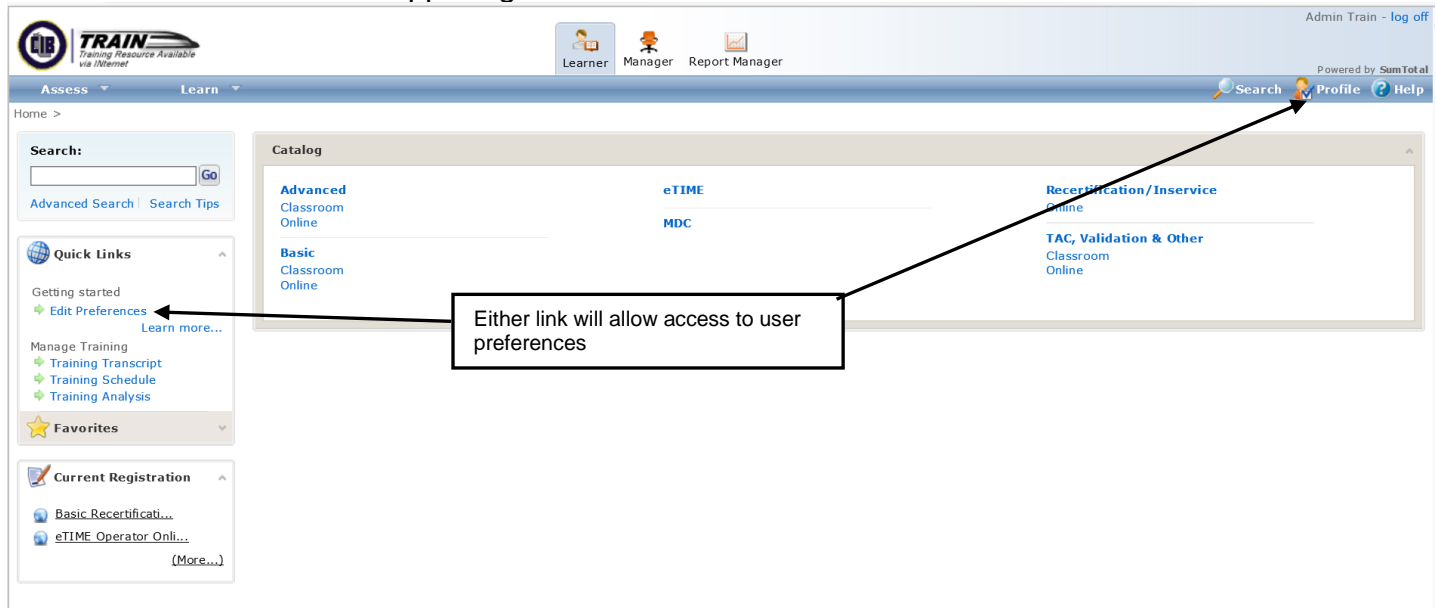 Admin Train - log off
CIB TRAIN
Training Resource Available
via INternet
Learner Manager Report Manager
Powered by SumTotal
Assess Learn Search Profile Help
Home >
Search:
Go
Advanced Search Search Tips
Quick Links
Getting started
Edit Preferences
Learn more...
Manage Training
Training Transcript
Training Schedule
Training Analysis
Favorites
Current Registration
Basic Recertificati...
eTIME Operator Onli...
(More...)
Catalog
Advanced
Classroom
Online
Basic
Classroom
Online
eTIME
MDC
Recertification/Inservice
Online
TAC, Validation & Other
Classroom
Online
Either link will allow access to user
preferences